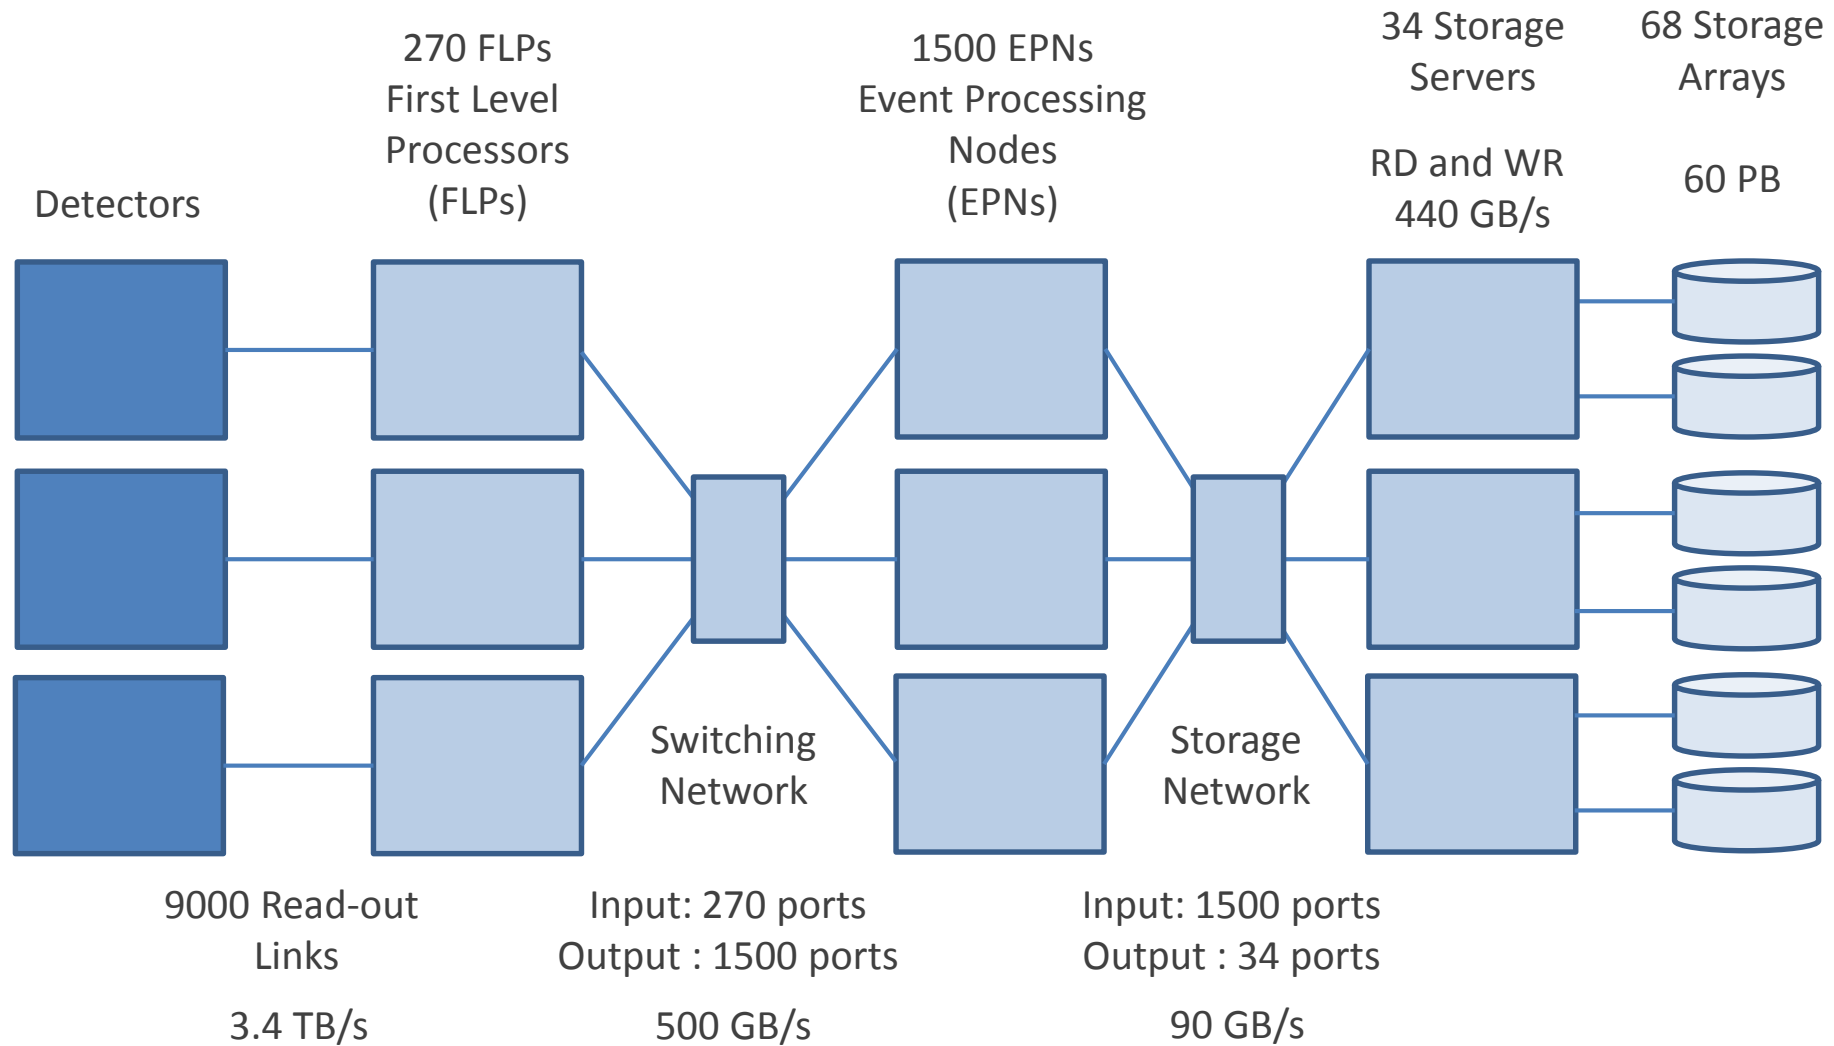 Detectors
270 FLPs
First Level
Processors
(FLPs)
1500 EPNs
Event Processing
Nodes
(EPNs)
34 Storage
Servers
RD and WR
440 GB/s
68 Storage
Arrays
60 PB
Switching
Network
Storage
Network
9000 Read-out
Links
3.4 TB/s
Input: 270 ports
Output : 1500 ports
500 GB/s
Input: 1500 ports
Output : 34 ports
90 GB/s